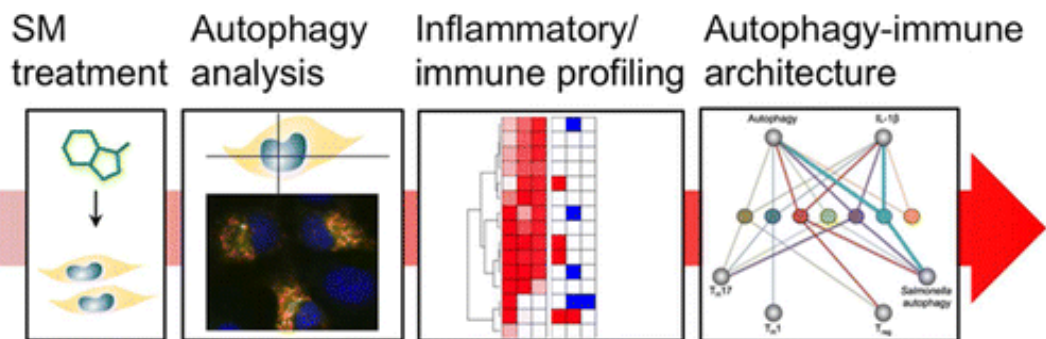 SM
treatment
Autophagy
analysis
Inflammatory/
immune profiling
Autophagy-immune
architecture
Autophagy
IL-1β
TH17
Salmonella
autophagy
TH1
Treg